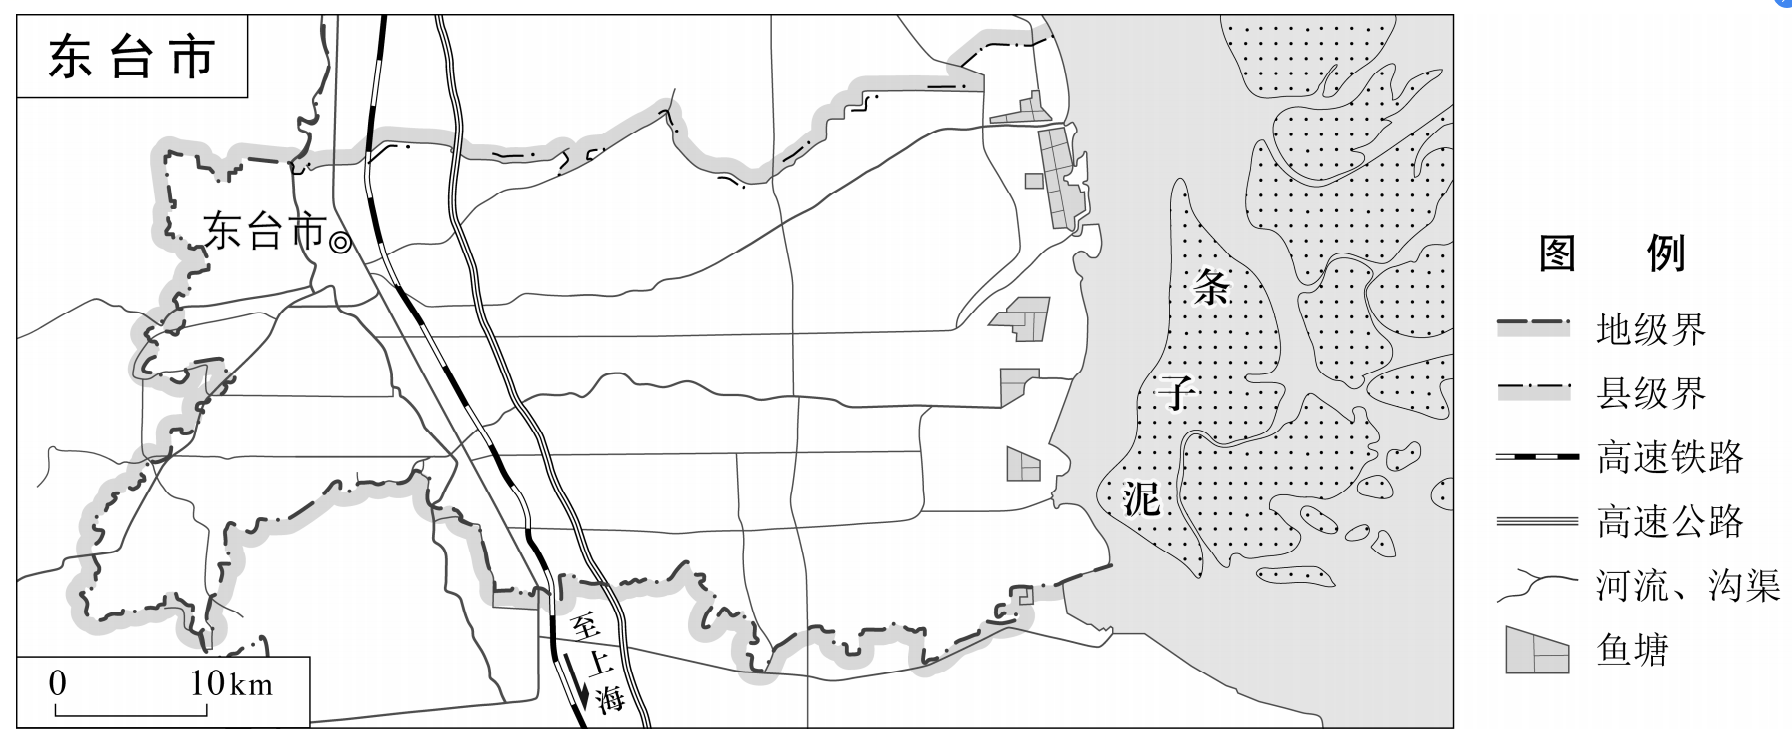 东台市
东台市
条
子
泥
至
上
海
0 10km
图 例
地级界
县级界
高速铁路
高速公路
河流、沟渠
鱼塘